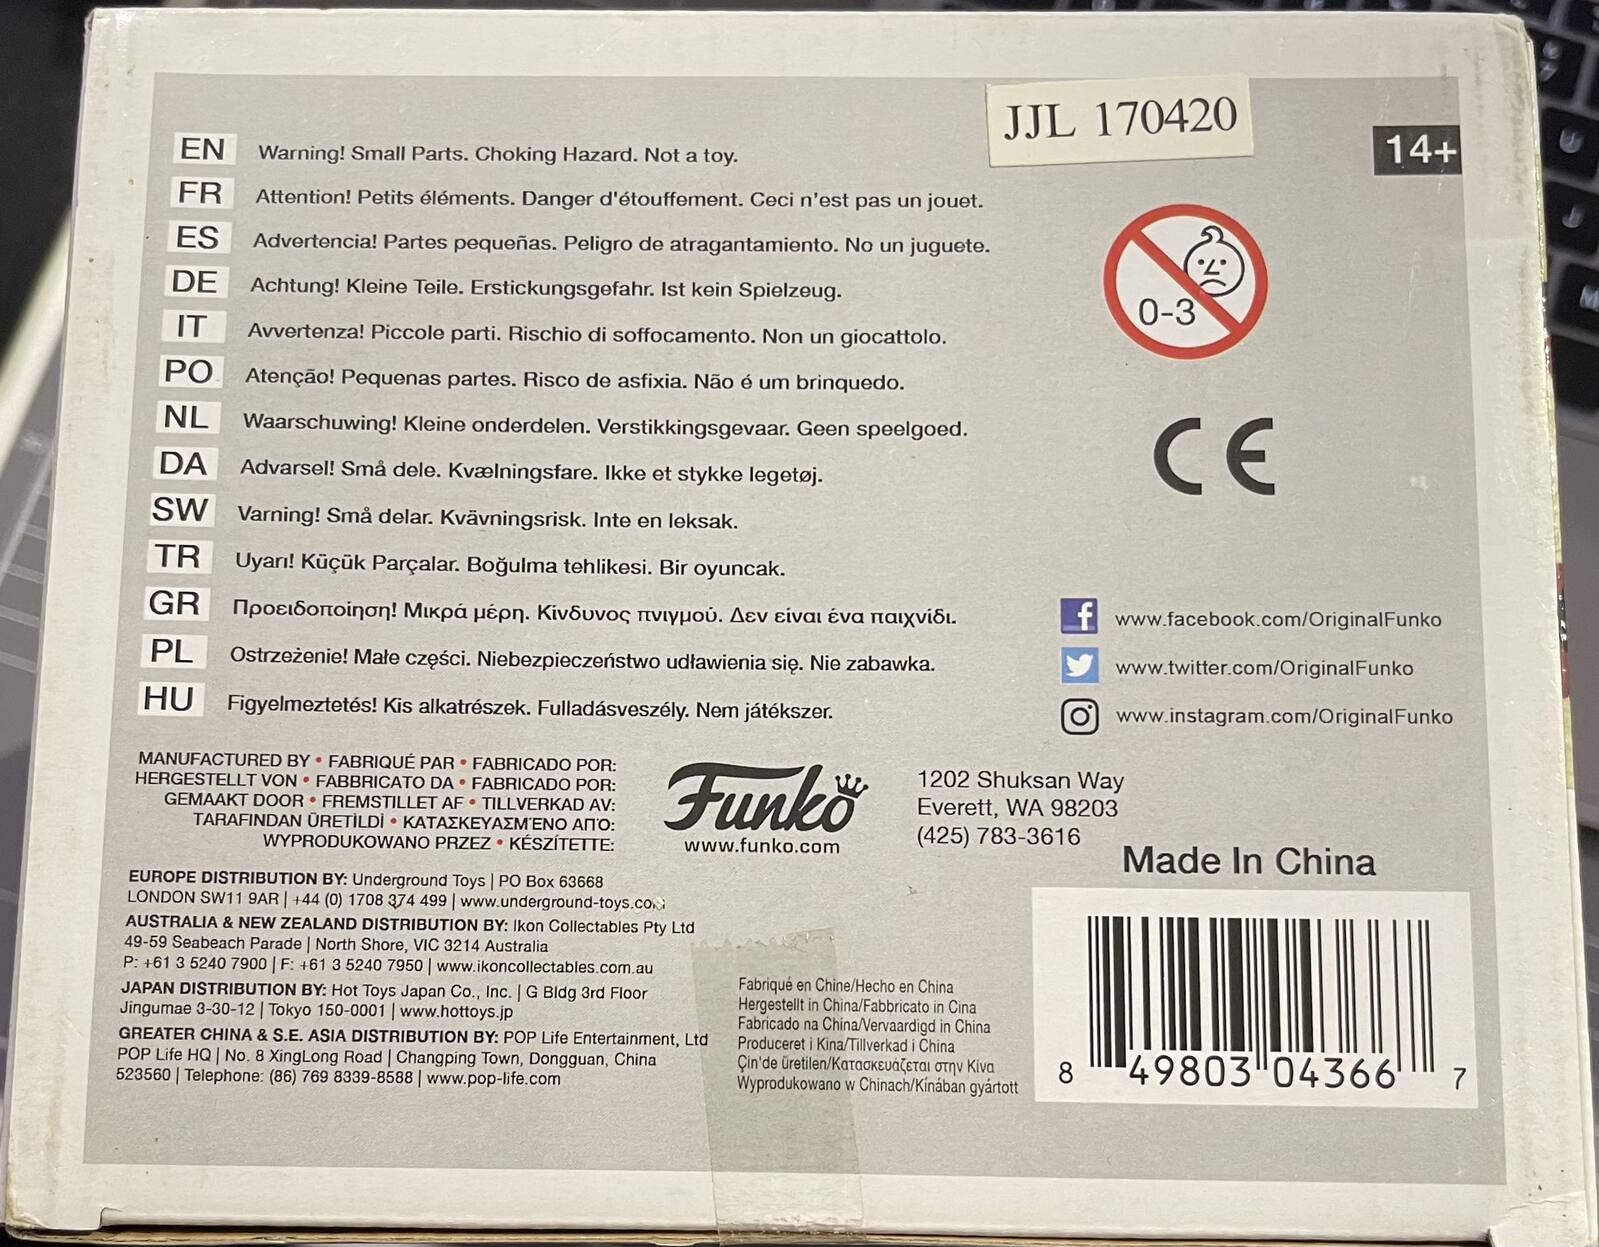 JJL 170420
14+
EN Warning! Small Parts. Choking Hazard. Not a toy.
FR Attention! Petits éléments. Danger d'étouffement. Ceci n'est pas un jouet.
ES Advertencia! Partes pequeñas. Peligro de atragantamiento. No un juguete.
DE Achtung! Kleine Teile. Erstickungsgefahr. Ist kein Spielzeug.
IT Avvertenza! Piccole parti. Rischio di soffocamento. Non un giocattolo.
PO Atenção! Pequenas partes. Risco de asfixia. Não é um brinquedo.
NL Waarschuwing! Kleine onderdelen. Verstikkingsgevaar. Geen speelgoed.
DA Advarsel! Små dele. Kvælningsfare. Ikke et stykke legetøj.
SW Varning! Små delar. Kvävningsrisk. Inte en leksak.
TR Uyarı! Küçük Parçalar. Boğulma tehlikesi. Bir oyuncak.
GR Προειδοποίηση! Μικρά μέρη. Κίνδυνος πνιγμού. Δεν είναι ένα παιχνίδι.
PL Ostrzeżenie! Małe części. Niebezpieczeństwo udławienia się. Nie zabawka.
HU Figyelmeztetés! Kis alkatrészek. Fulladásveszély. Nem játékszer.
0-3
CE
www.facebook.com/OriginalFunko
www.twitter.com/OriginalFunko
www.instagram.com/OriginalFunko
MANUFACTURED BY • FABRIQUÉ PAR • FABRICADO POR:
HERGESTELLT VON • FABBRICATO DA • FABRICADO POR:
GEMAAKT DOOR • FREMSTILLET AF • TILLVERKAD AV:
TARAFINDAN ÜRETİLDİ • ΚΑΤΑΣΚΕΥΑΣΜΈΝΟ ΑΠΌ:
WYPRODUKOWANO PRZEZ • KÉSZÍTETTE:
Funko
www.funko.com
1202 Shuksan Way
Everett, WA 98203
(425) 783-3616
Made In China
EUROPE DISTRIBUTION BY: Underground Toys | PO Box 63668
LONDON SW11 9AR | +44 (0) 1708 374 499 | www.underground-toys.com
AUSTRALIA & NEW ZEALAND DISTRIBUTION BY: Ikon Collectables Pty Ltd
49-59 Seabeach Parade | North Shore, VIC 3214 Australia
P: +61 3 5240 7900 | F: +61 3 5240 7950 | www.ikoncollectables.com.au
JAPAN DISTRIBUTION BY: Hot Toys Japan Co., Inc. | G Bldg 3rd Floor
Jingumae 3-30-12 | Tokyo 150-0001 | www.hottoys.jp
GREATER CHINA & S.E. ASIA DISTRIBUTION BY: POP Life Entertainment, Ltd
POP Life HQ | No. 8 XingLong Road | Changping Town, Dongguan, China
523560 | Telephone: (86) 769 8339-8588 | www.pop-life.com
Fabriqué en Chine/Hecho en China
Hergestellt in China/Fabbricato in Cina
Fabricado na China/Vervaardigd in China
Produceret i Kina/Tillverkad i China
Çin'de üretilen/Κατασκευάζεται στην Κίνα
Wyprodukowano w Chinach/Kínában gyártott
8 49803 04366 7